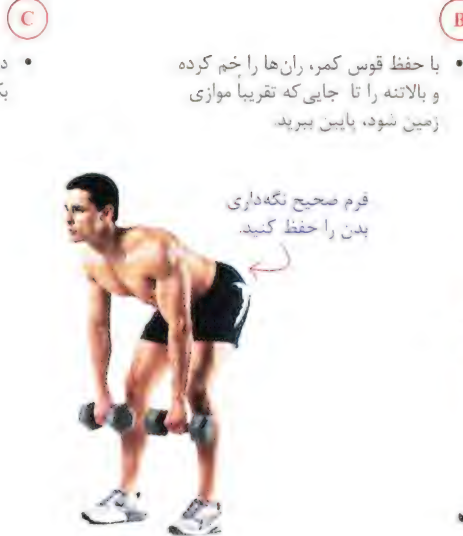 B
• با حفظ قوس کمر، ران‌ها را خم کرده
و بالاتنه را تا جایی که تقریباً موازی
زمین شود، پایین ببرید.
فرم صحیح نگه‌داری
بدن را حفظ کنید.
C
•